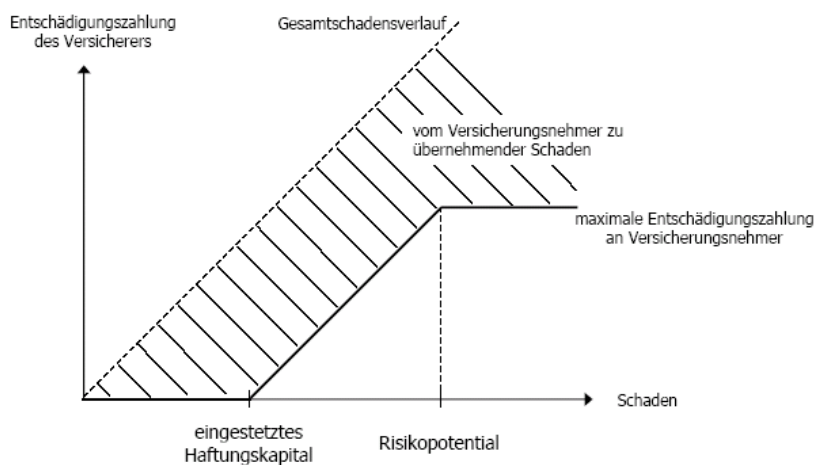 Entschädigungszahlung
des Versicherers
Gesamtschadensverlauf
vom Versicherungsnehmer zu
übernehmender Schaden
maximale Entschädigungszahlung
an Versicherungsnehmer
Schaden
eingestetztes
Haftungskapital
Risikopotential